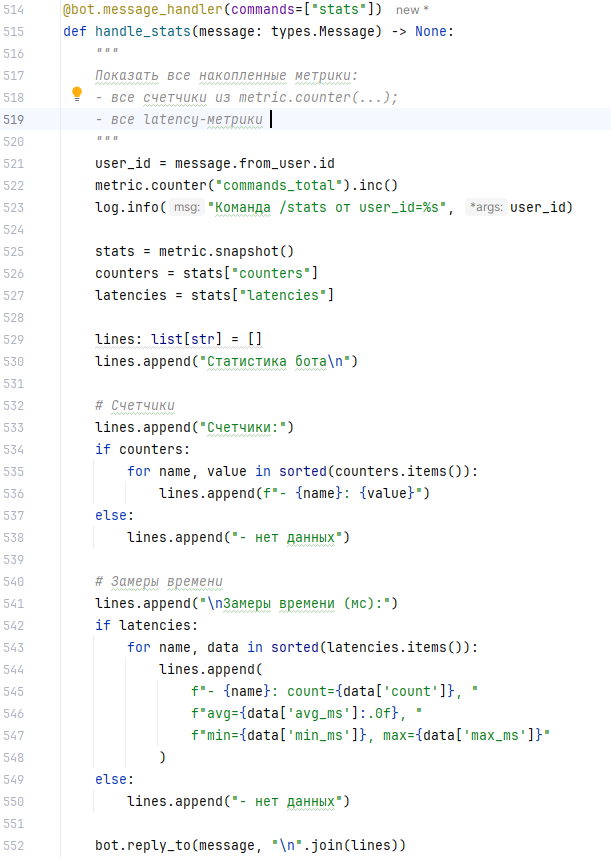 514 @bot.message_handler(commands=["stats"]) new *
515 def handle_stats(message: types.Message) -> None:
516     """
517     Показать все накопленные метрики:
518     - все счетчики из metric.counter(...);
519     - все latency-метрики
520     """
521     user_id = message.from_user.id
522     metric.counter("commands_total").inc()
523     log.info( msg: "Команда /stats от user_id=%s", *args: user_id)
524
525     stats = metric.snapshot()
526     counters = stats["counters"]
527     latencies = stats["latencies"]
528
529     lines: list[str] = []
530     lines.append("Статистика бота\n")
531
532     # Счетчики
533     lines.append("Счетчики:")
534     if counters:
535         for name, value in sorted(counters.items()):
536             lines.append(f"- {name}: {value}")
537     else:
538         lines.append("- нет данных")
539
540     # Замеры времени
541     lines.append("\nЗамеры времени (мс):")
542     if latencies:
543         for name, data in sorted(latencies.items()):
544             lines.append(
545                 f"- {name}: count={data['count']}, "
546                 f"avg={data['avg_ms']:.0f}, "
547                 f"min={data['min_ms']}, max={data['max_ms']}"
548             )
549     else:
550         lines.append("- нет данных")
551
552     bot.reply_to(message, "\n".join(lines))